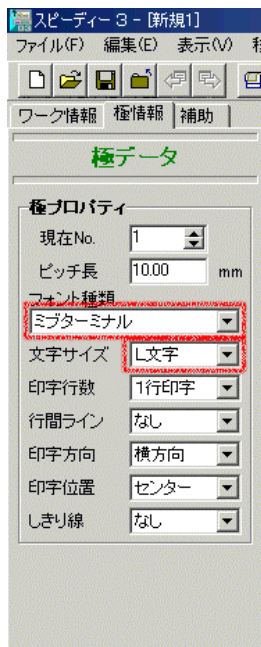 スピーディー 3 - [新規1]
ファイル(F) 編集(E) 表示(V)
ワーク情報 極情報 補助
極データ
極プロパティ
現在No. 1
ピッチ長 10.00 mm
フォント種類
ミブターミナル
文字サイズ L文字
印字行数 1行印字
行間ライン なし
印字方向 横方向
印字位置 センター
しきり線 なし